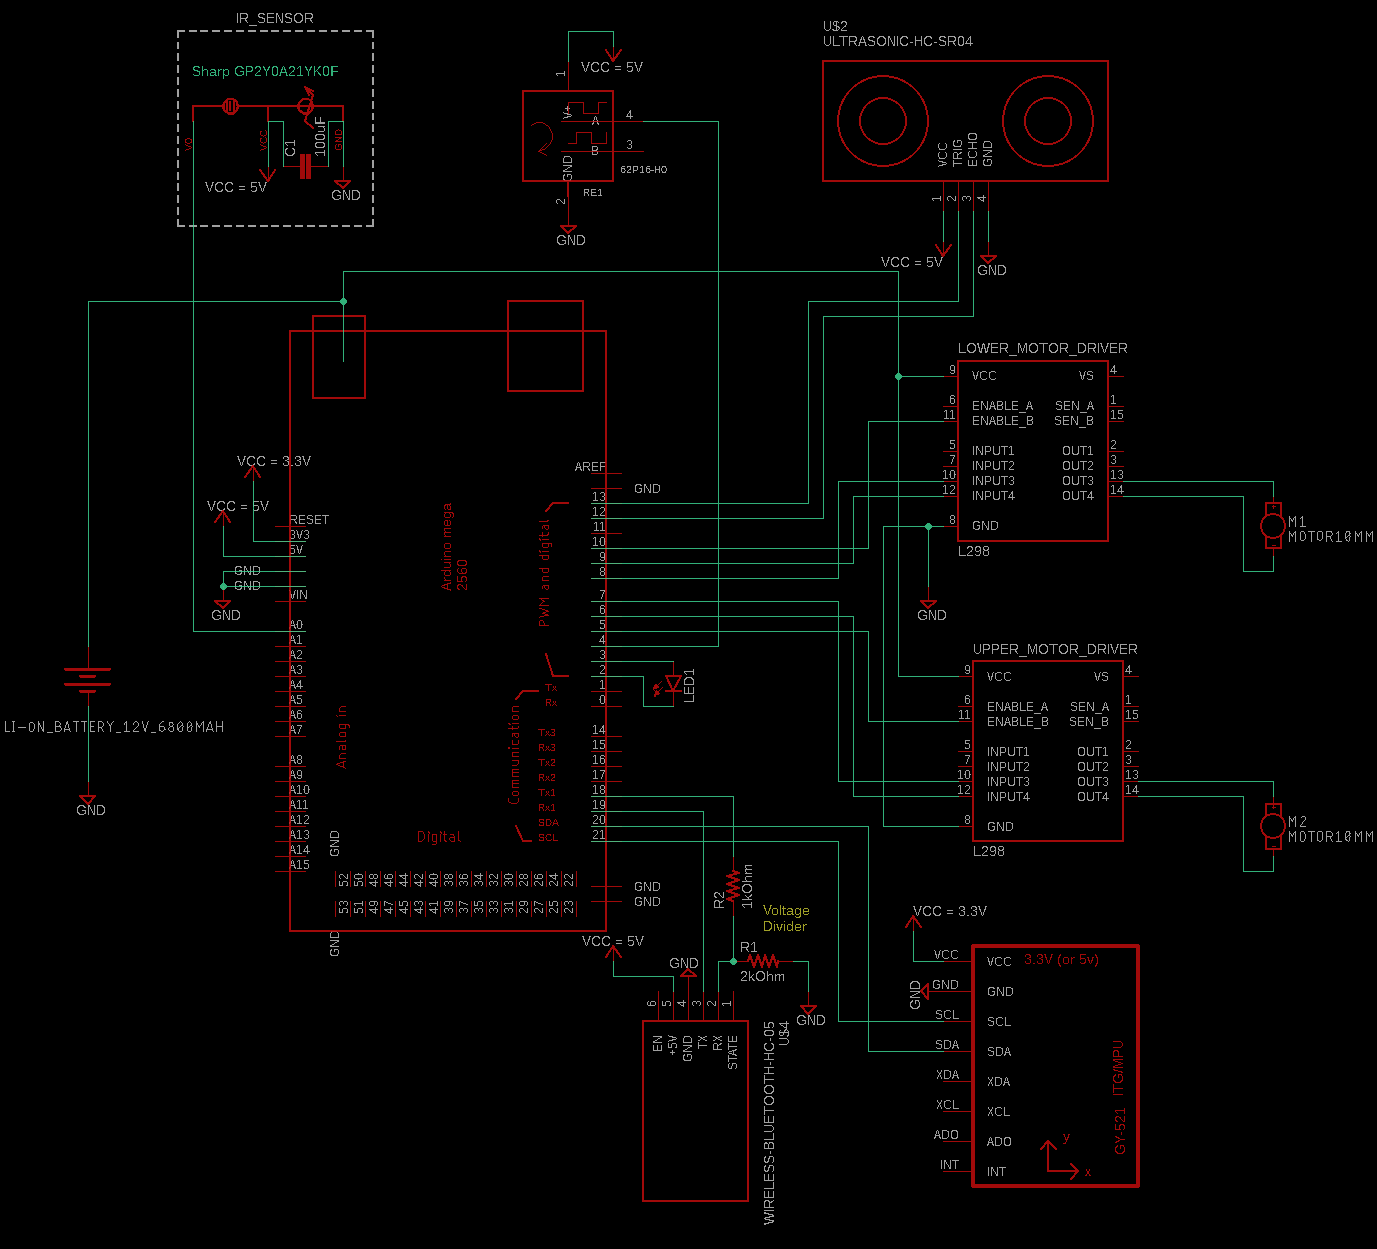 IR_SENSOR
Sharp GP2Y0A21YK0F
VO
VCC
C1
100uF
GND
VCC = 5V
GND
VCC = 5V
1
V+
A
4
B
3
GND
62P16-H0
2
RE1
GND
U$2
ULTRASONIC-HC-SR04
VCC
TRIG
ECHO
GND
1
2
3
4
VCC = 5V
GND
LOWER_MOTOR_DRIVER
9 VCC VS 4
6 ENABLE_A SEN_A 1
11 ENABLE_B SEN_B 15
5 INPUT1 OUT1 2
7 INPUT2 OUT2 3
10 INPUT3 OUT3 13
12 INPUT4 OUT4 14
8 GND
L298
M1
MOTOR10MM
GND
UPPER_MOTOR_DRIVER
9 VCC VS 4
6 ENABLE_A SEN_A 1
11 ENABLE_B SEN_B 15
5 INPUT1 OUT1 2
7 INPUT2 OUT2 3
10 INPUT3 OUT3 13
12 INPUT4 OUT4 14
8 GND
L298
M2
MOTOR10MM
VCC = 3.3V
VCC = 5V
RESET
3V3
5V
GND
GND
VIN
GND
A0
A1
A2
A3
A4
A5
A6
A7
A8
A9
A10
A11
A12
A13
A14
A15
Analog in
Arduino mega
2560
PWM and digital
Communication
Digital
AREF
GND
13
12
11
10
9
8
7
6
5
4
3
2
Tx 1
Rx 0
Tx3 14
Rx3 15
Tx2 16
Rx2 17
Tx1 18
Rx1 19
SDA 20
SCL 21
GND
52 50 48 46 44 42 40 38 36 34 32 30 28 26 24 22
53 51 49 47 45 43 41 39 37 35 33 31 29 27 25 23
GND
GND
GND
LED1
LI-ON_BATTERY_12V_6800MAH
GND
R2
1kOhm
Voltage
Divider
R1
2kOhm
GND
VCC = 5V
GND
6
5
4
3
2
1
EN
+5V
GND
TX
RX
STATE
WIRELESS-BLUETOOTH-HC-05
U$4
VCC = 3.3V
VCC VCC 3.3V (or 5v)
GND
GND GND
SCL SCL
SDA SDA
XDA XDA
XCL XCL
ADO ADO
INT INT
GY-521 ITG/MPU
y
x